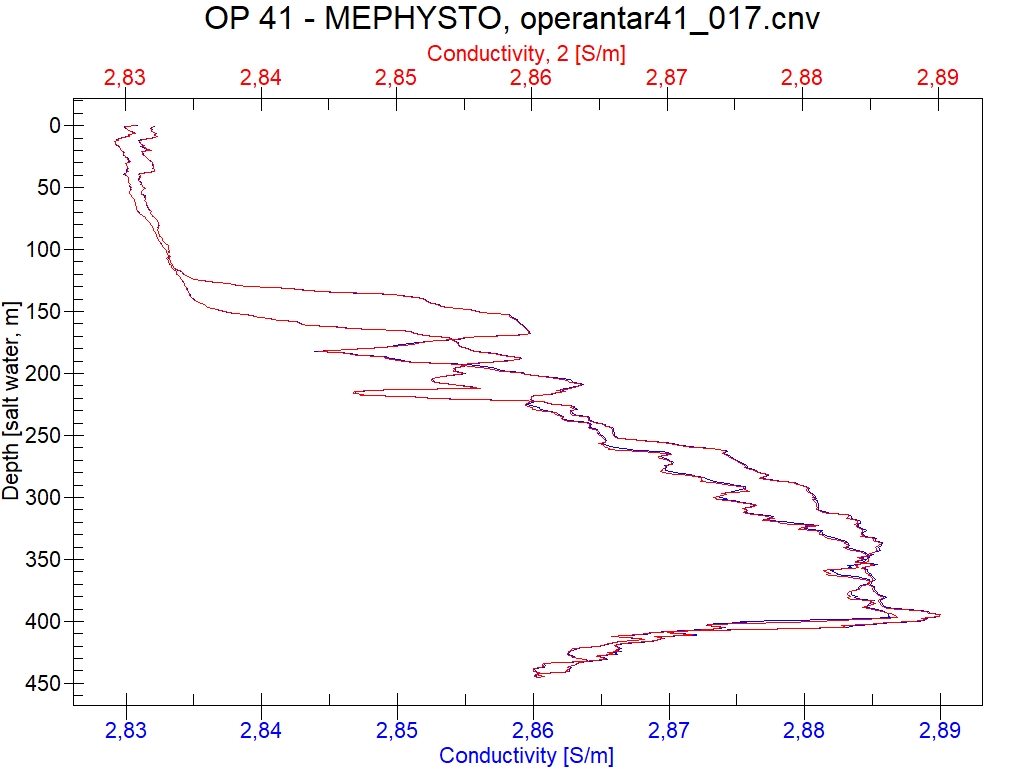 OP 41 - MEPHYSTO, operantar41_017.cnv
Conductivity, 2 [S/m]
2,83 2,84 2,85 2,86 2,87 2,88 2,89
0
50
100
150
200
250
300
350
400
450
Depth [salt water, m]
2,83 2,84 2,85 2,86 2,87 2,88 2,89
Conductivity [S/m]